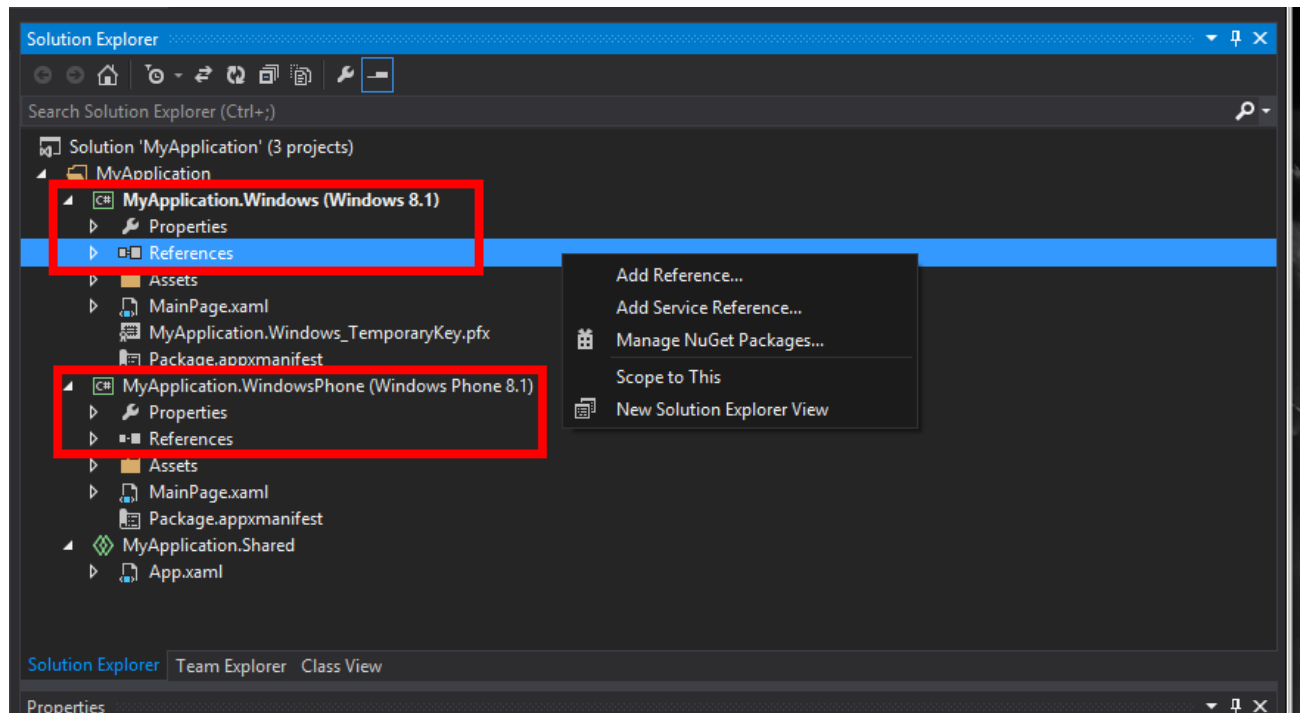 Solution Explorer
Search Solution Explorer (Ctrl+;)
Solution 'MyApplication' (3 projects)
MyApplication
C# MyApplication.Windows (Windows 8.1)
Properties
References
Assets
MainPage.xaml
MyApplication.Windows_TemporaryKey.pfx
Package.appxmanifest
C# MyApplication.WindowsPhone (Windows Phone 8.1)
Properties
References
Assets
MainPage.xaml
Package.appxmanifest
MyApplication.Shared
App.xaml
Add Reference...
Add Service Reference...
Manage NuGet Packages...
Scope to This
New Solution Explorer View
Solution Explorer Team Explorer Class View
Properties